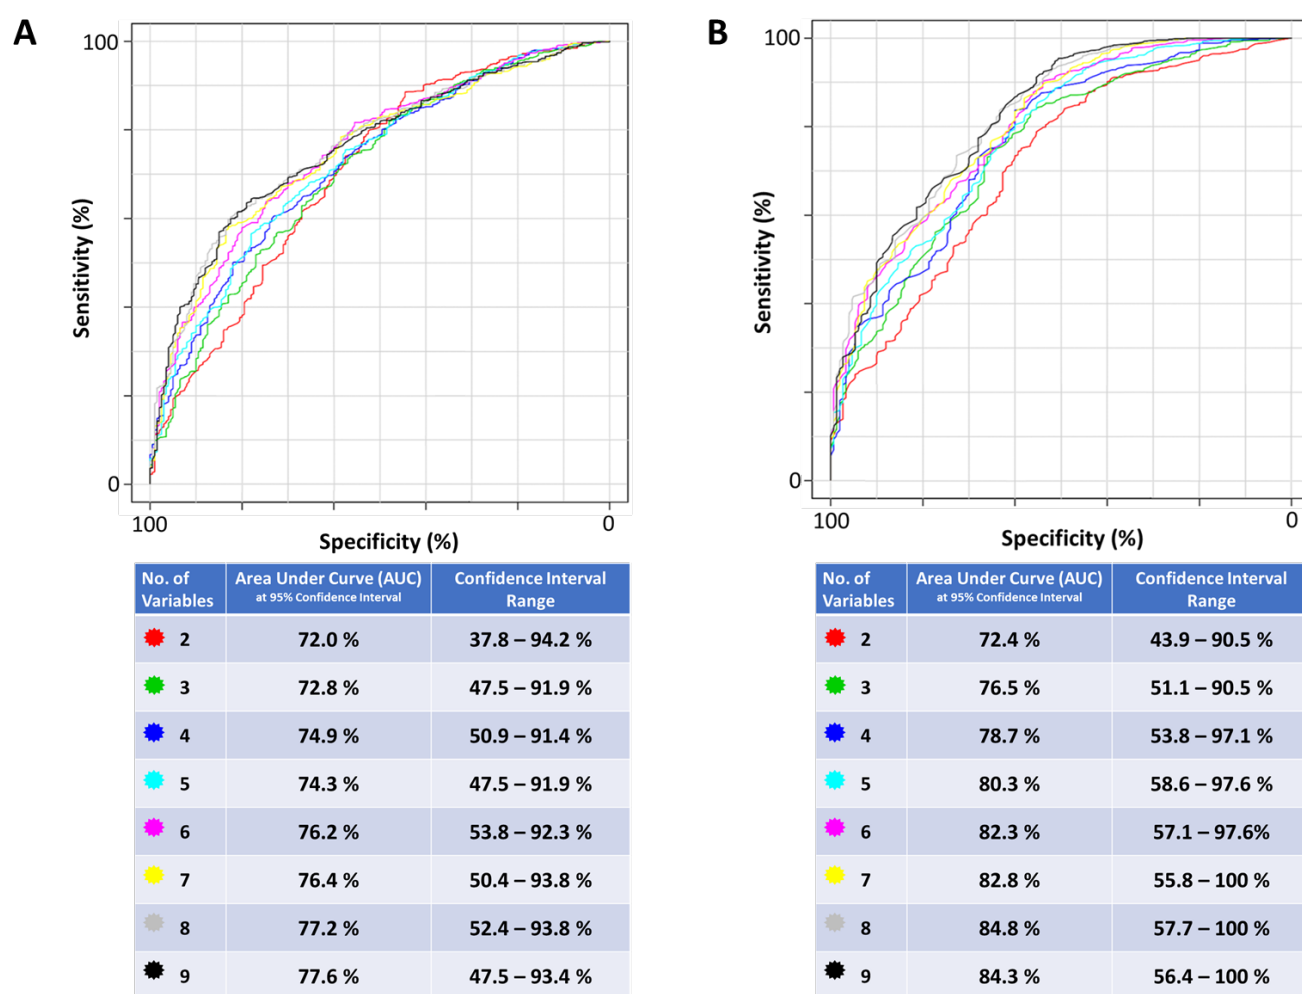 A
100
0
Sensitivity (%)
100
0
Specificity (%)
No. of Variables
Area Under Curve (AUC)
at 95% Confidence Interval
Confidence Interval Range
2 72.0 % 37.8 – 94.2 %
3 72.8 % 47.5 – 91.9 %
4 74.9 % 50.9 – 91.4 %
5 74.3 % 47.5 – 91.9 %
6 76.2 % 53.8 – 92.3 %
7 76.4 % 50.4 – 93.8 %
8 77.2 % 52.4 – 93.8 %
9 77.6 % 47.5 – 93.4 %
B
100
0
Sensitivity (%)
100
0
Specificity (%)
No. of Variables
Area Under Curve (AUC)
at 95% Confidence Interval
Confidence Interval Range
2 72.4 % 43.9 – 90.5 %
3 76.5 % 51.1 – 90.5 %
4 78.7 % 53.8 – 97.1 %
5 80.3 % 58.6 – 97.6 %
6 82.3 % 57.1 – 97.6%
7 82.8 % 55.8 – 100 %
8 84.8 % 57.7 – 100 %
9 84.3 % 56.4 – 100 %